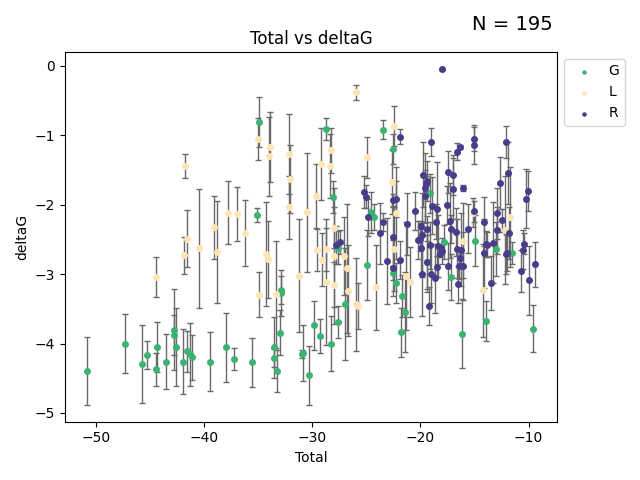 N = 195
Total vs deltaG
G
L
R
deltaG
0
−1
−2
−3
−4
−5
−50 −40 −30 −20 −10
Total